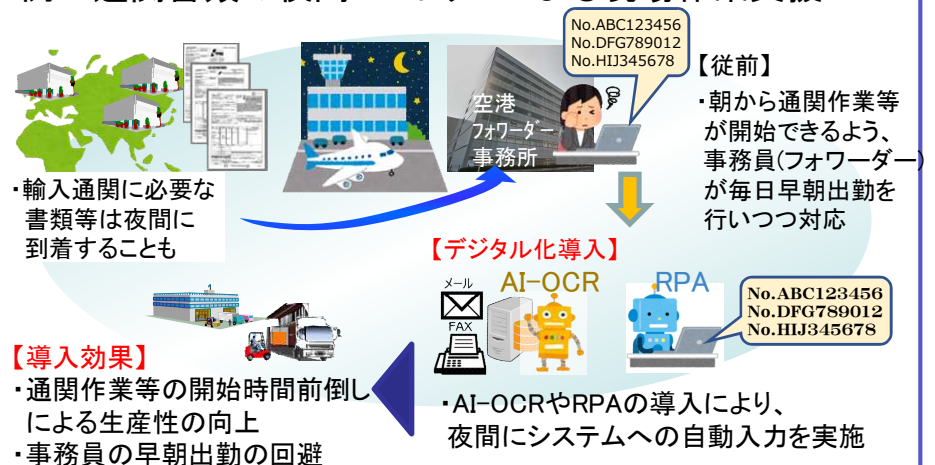 No.ABC123456
No.DFG789012
No.HIJ345678
【従前】
・朝から通関作業等
が開始できるよう、
事務員(フォワーダー)
が毎日早朝出勤を
行いつつ対応
空港
フォワーダー
事務所
・輸入通関に必要な
書類等は夜間に
到着することも
【デジタル化導入】
メール
FAX
AI-OCR
RPA
No.ABC123456
No.DFG789012
No.HIJ345678
・AI-OCRやRPAの導入により、
夜間にシステムへの自動入力を実施
【導入効果】
・通関作業等の開始時間前倒し
による生産性の向上
・事務員の早朝出勤の回避